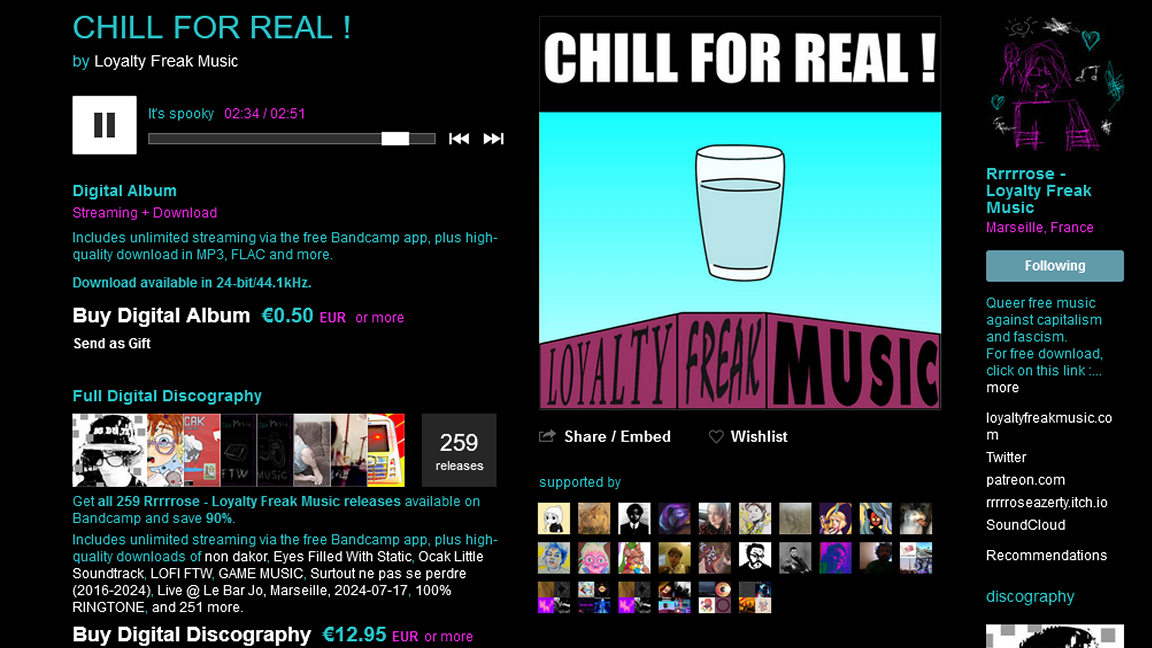 CHILL FOR REAL !
by Loyalty Freak Music
It's spooky 02:34 / 02:51
Digital Album
Streaming + Download
Includes unlimited streaming via the free Bandcamp app, plus high-
quality download in MP3, FLAC and more.
Download available in 24-bit/44.1kHz.
Buy Digital Album €0.50 EUR or more
Send as Gift
Full Digital Discography
259
releases
Get all 259 Rrrrrose - Loyalty Freak Music releases available on
Bandcamp and save 90%.
Includes unlimited streaming via the free Bandcamp app, plus high-
quality downloads of non dakor, Eyes Filled With Static, Ocak Little
Soundtrack, LOFI FTW, GAME MUSIC, Surtout ne pas se perdre
(2016-2024), Live @ Le Bar Jo, Marseille, 2024-07-17, 100%
RINGTONE, and 251 more.
Buy Digital Discography €12.95 EUR or more
CHILL FOR REAL !
LOYALTY FREAK MUSIC
Share / Embed Wishlist
supported by
Rrrrrose -
Loyalty Freak
Music
Marseille, France
Following
Queer free music
against capitalism
and fascism.
For free download,
click on this link :...
more
loyaltyfreakmusic.co
m
Twitter
patreon.com
rrrrroseazerty.itch.io
SoundCloud
Recommendations
discography